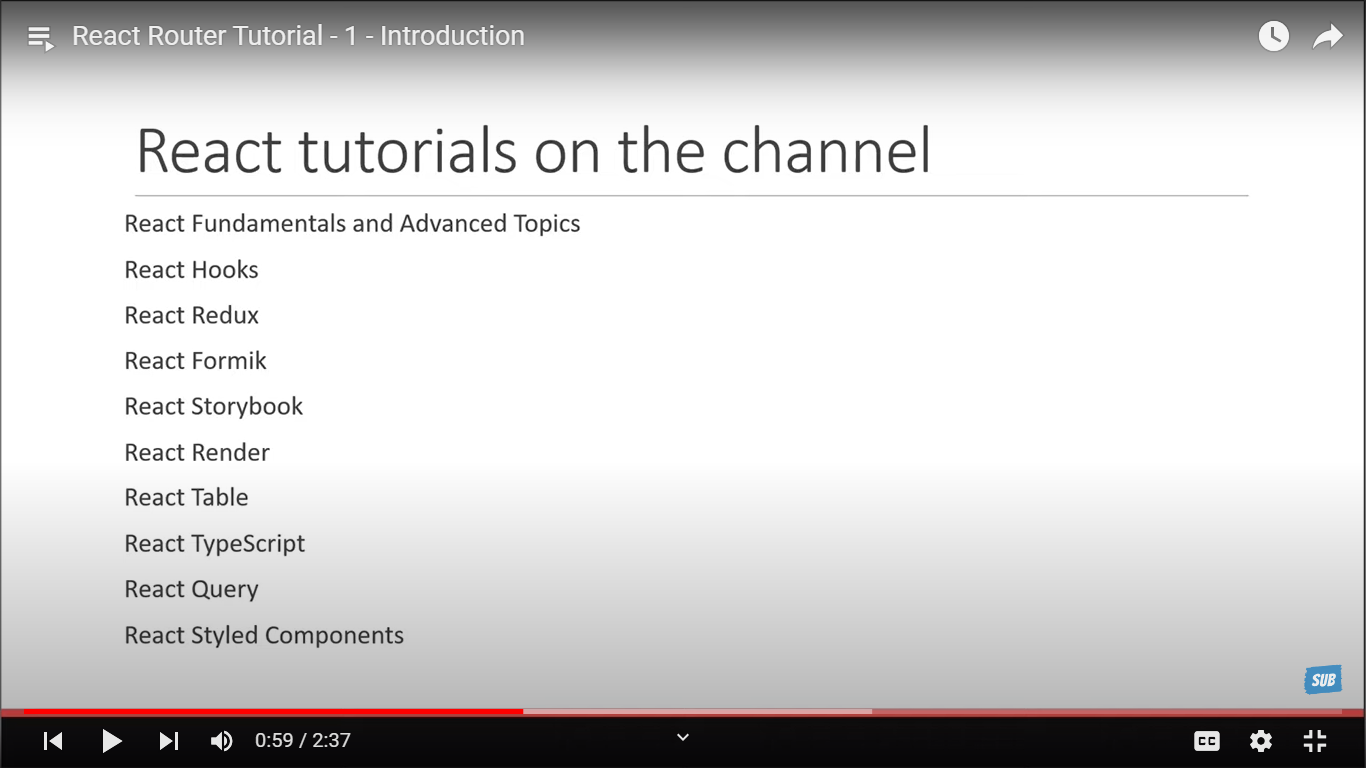 React Router Tutorial - 1 - Introduction
React tutorials on the channel
React Fundamentals and Advanced Topics
React Hooks
React Redux
React Formik
React Storybook
React Render
React Table
React TypeScript
React Query
React Styled Components
SUB
0:59 / 2:37
CC